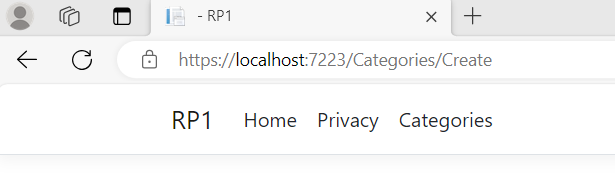 - RP1
https://localhost:7223/Categories/Create
RP1 Home Privacy Categories